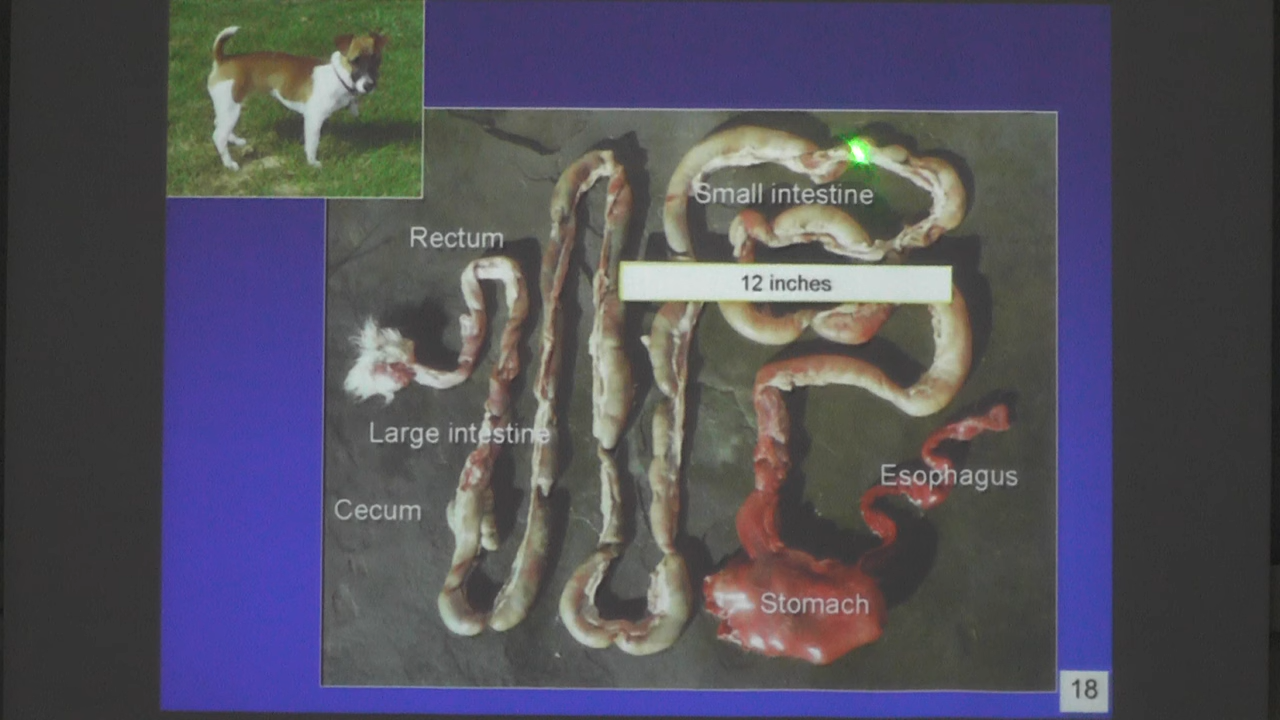 Small intestine
Rectum
12 inches
Large intestine
Esophagus
Cecum
Stomach
18